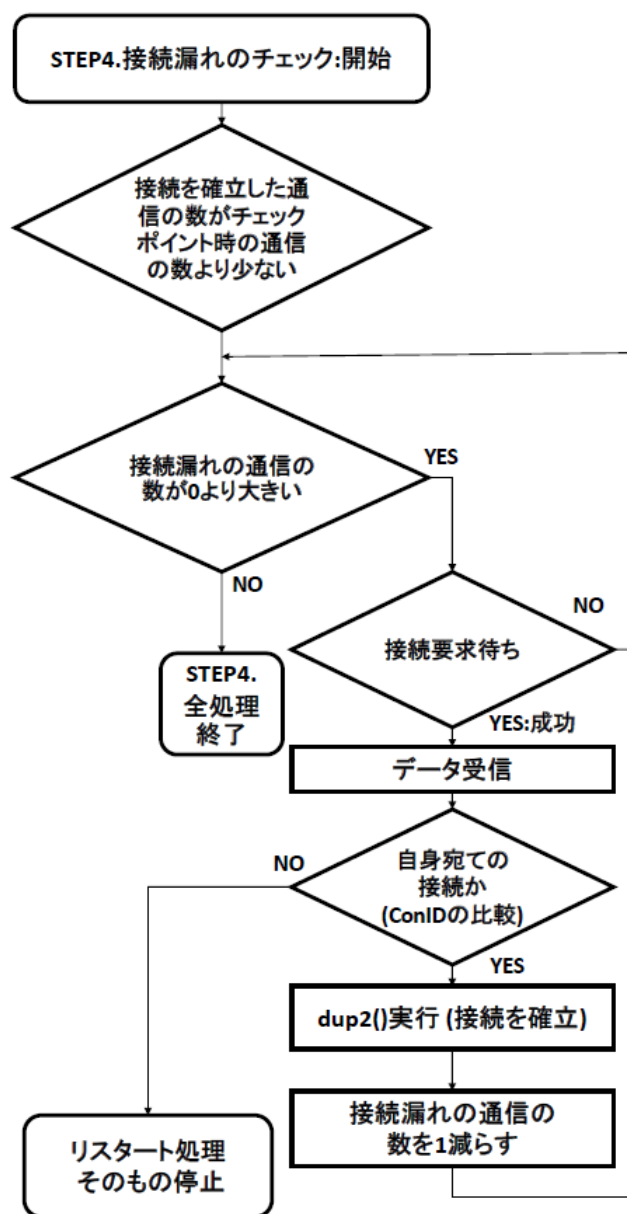 STEP4.接続漏れのチェック:開始
接続を確立した通
信の数がチェック
ポイント時の通信
の数より少ない
接続漏れの通信の
数が0より大きい
YES
NO
STEP4.
全処理
終了
接続要求待ち
NO
YES:成功
データ受信
自身宛ての
接続か
(ConIDの比較)
NO
YES
dup2()実行 (接続を確立)
接続漏れの通信の
数を1減らす
リスタート処理
そのもの停止